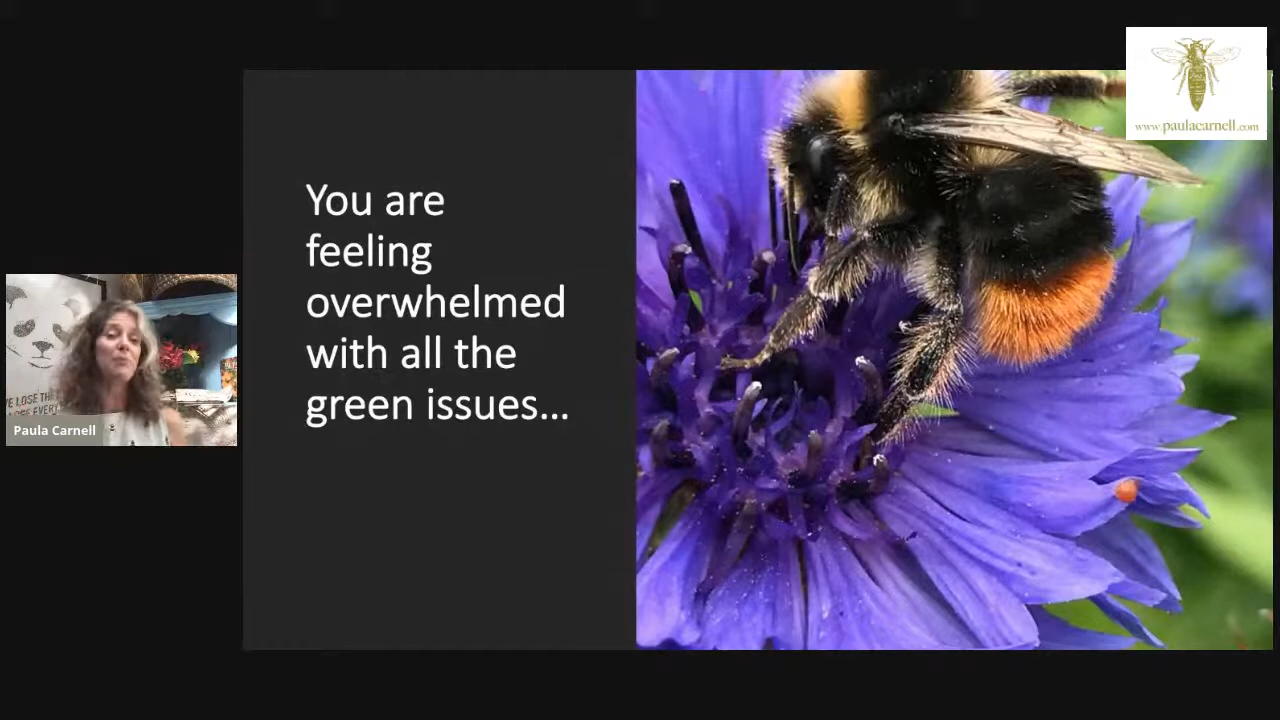 You are
feeling
overwhelmed
with all the
green issues...
www.paulacarnell.com
Paula Carnell